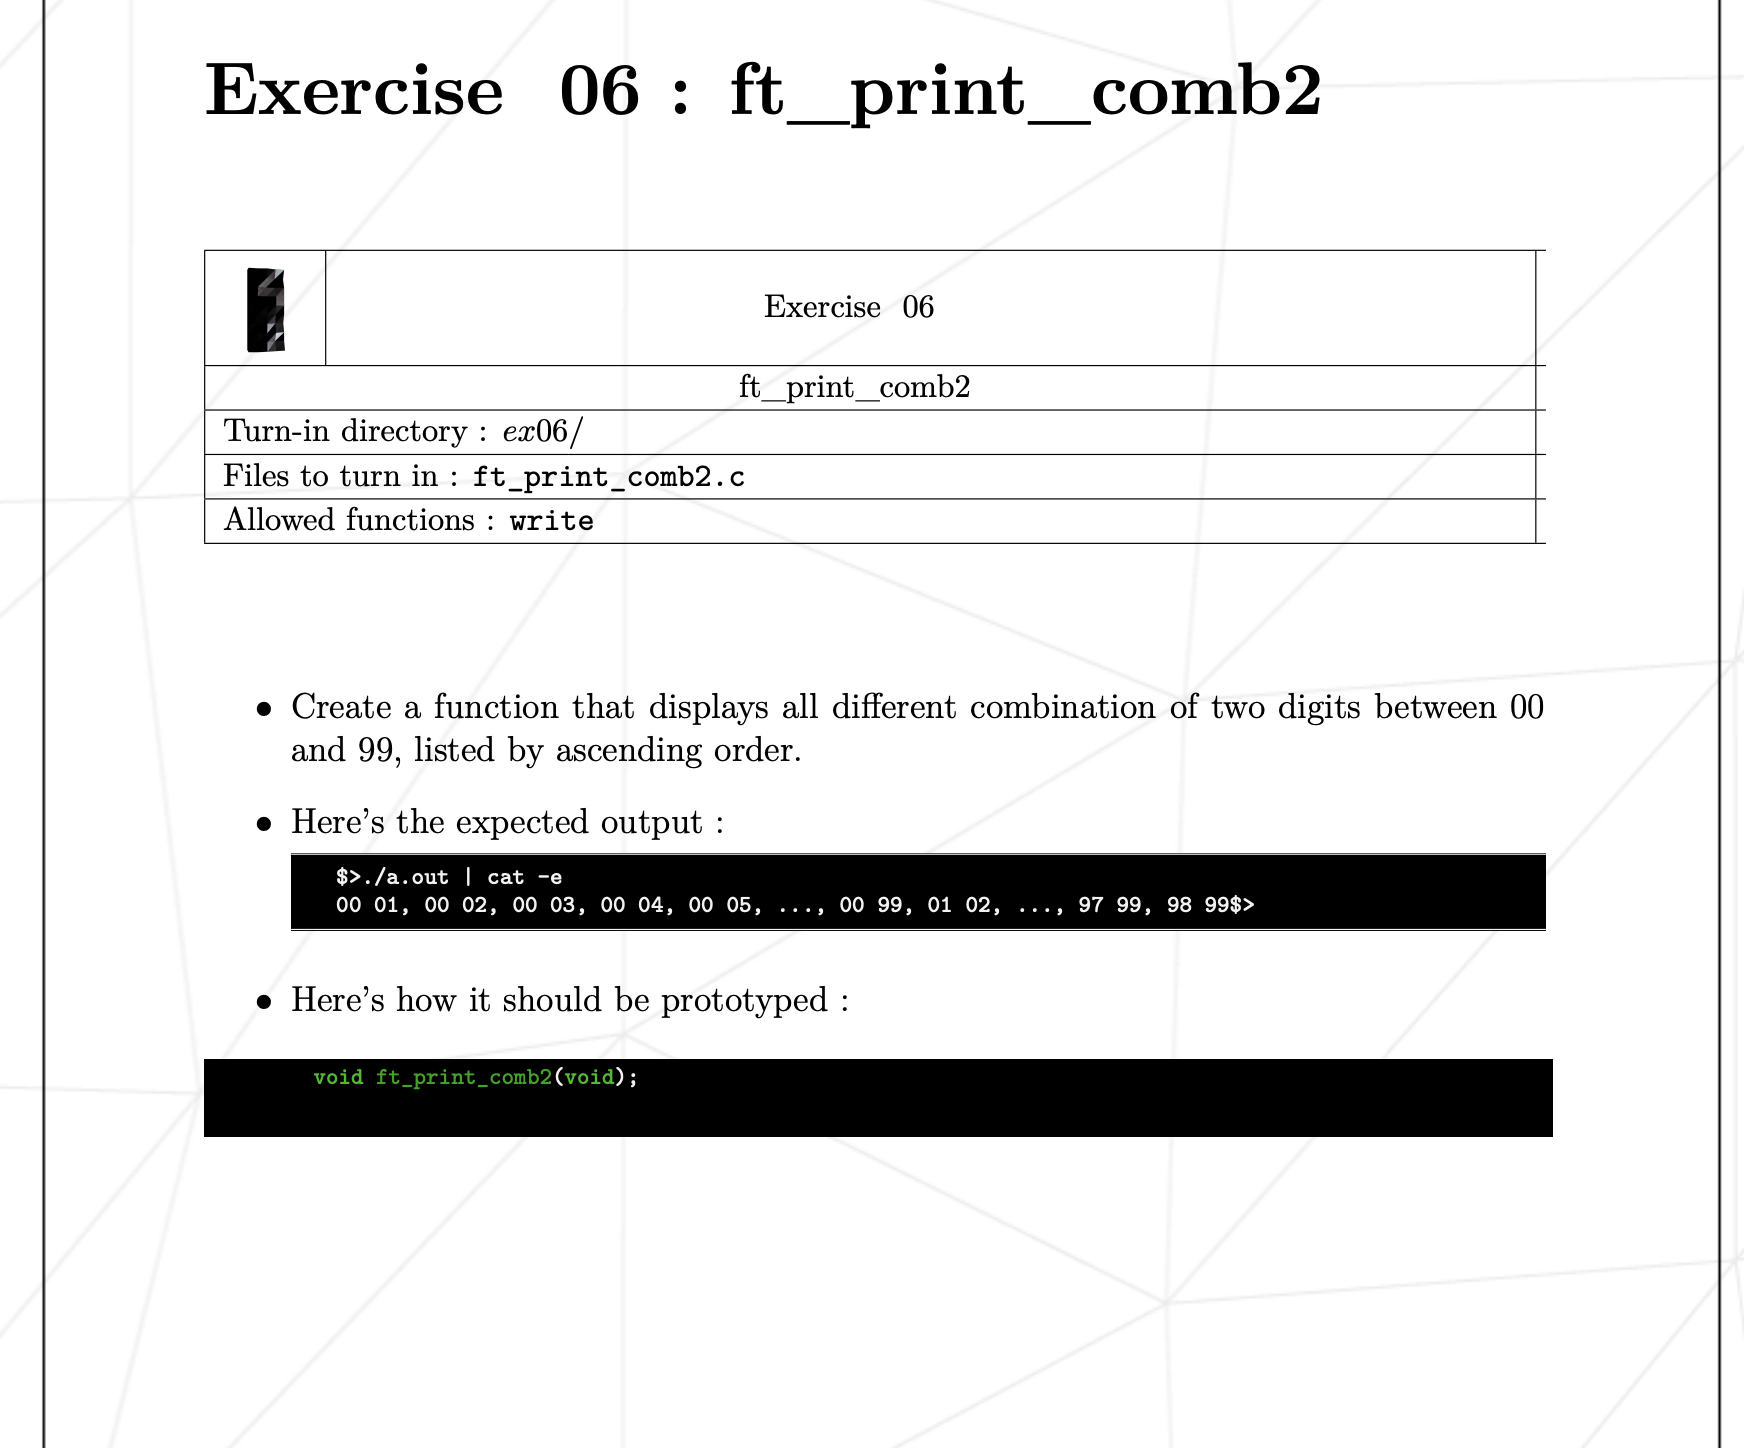 Exercise 06 : ft_print_comb2
Exercise 06
ft_print_comb2
Turn-in directory : ex06/
Files to turn in : ft_print_comb2.c
Allowed functions : write
• Create a function that displays all different combination of two digits between 00
and 99, listed by ascending order.
• Here's the expected output :
$>./a.out | cat -e
00 01, 00 02, 00 03, 00 04, 00 05, ..., 00 99, 01 02, ..., 97 99, 98 99$>
• Here's how it should be prototyped :
void ft_print_comb2(void);